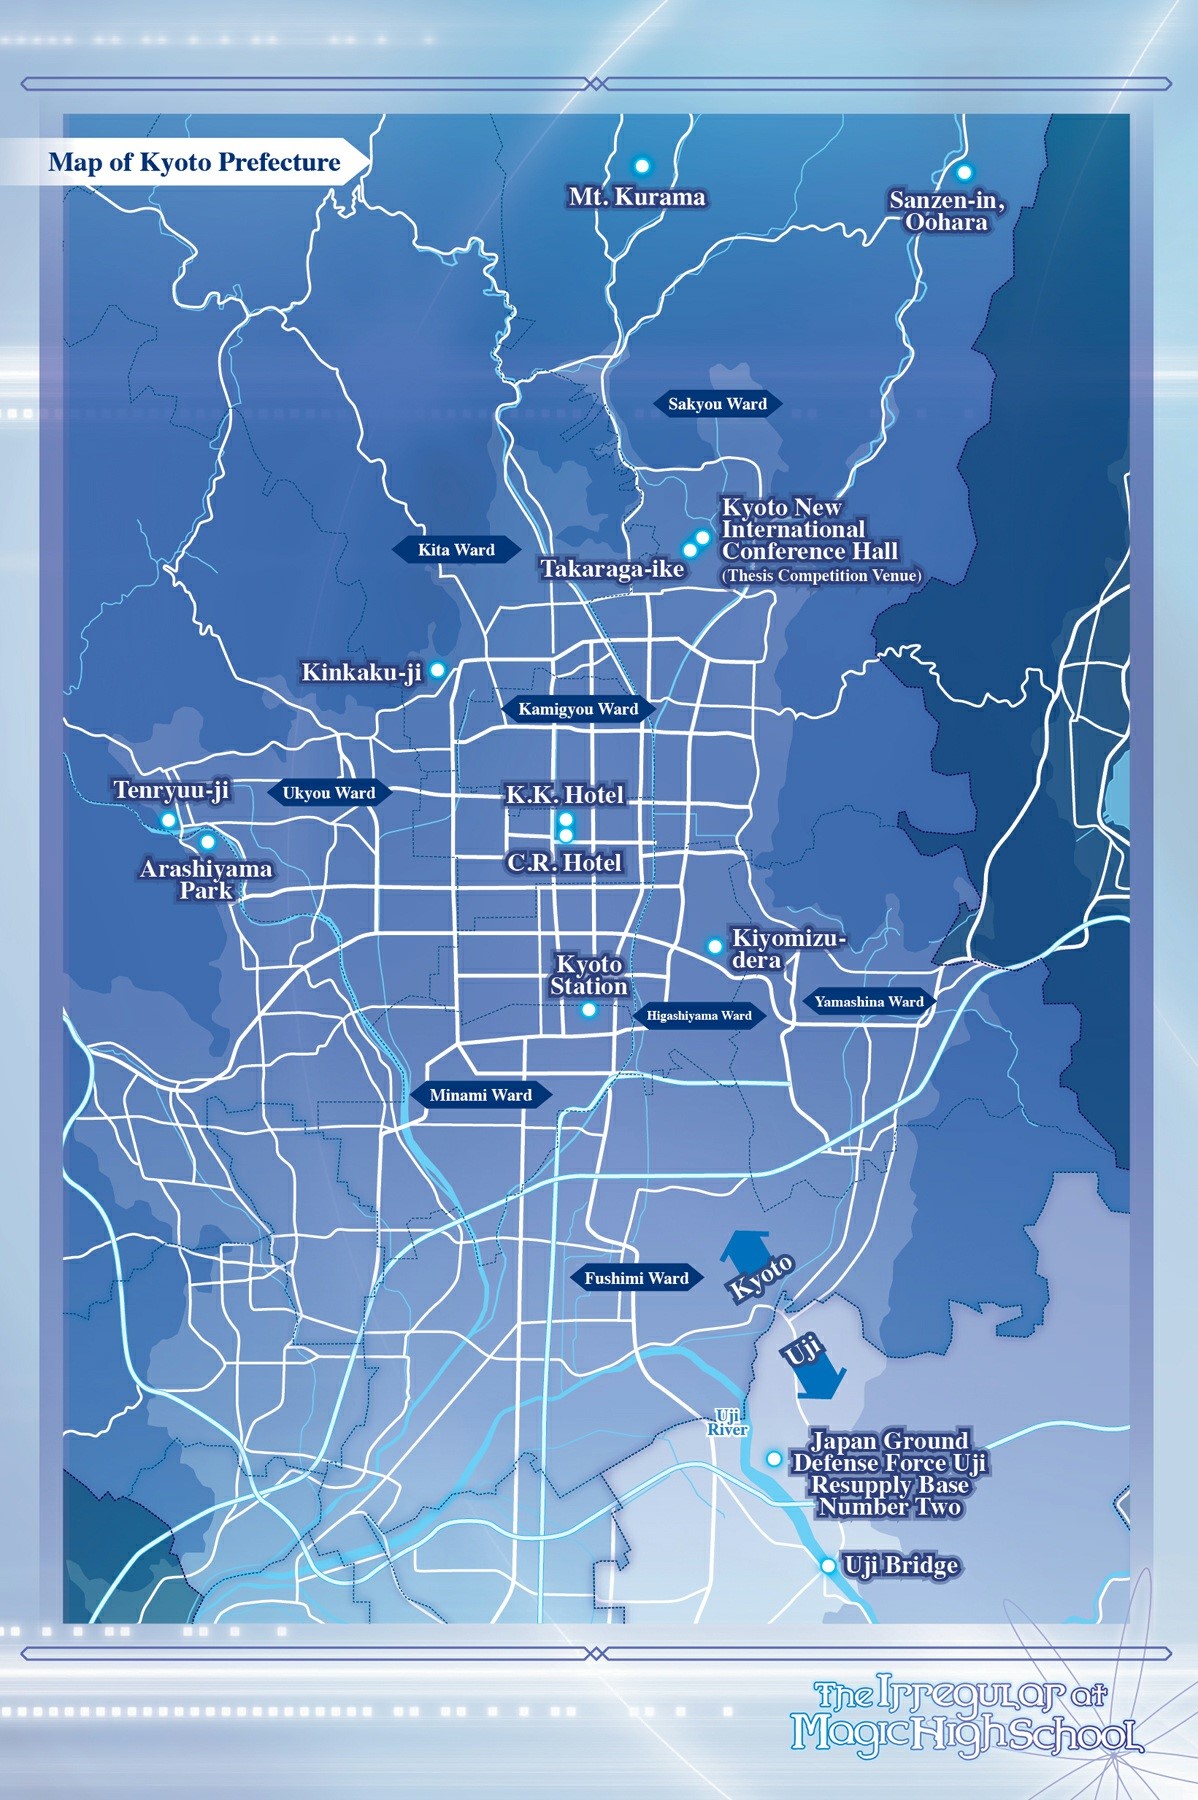 Map of Kyoto Prefecture
Mt. Kurama
Sanzen-in,
Oohara
Sakyou Ward
Kyoto New
International
Conference Hall
(Thesis Competition Venue)
Takaraga-ike
Kita Ward
Kinkaku-ji
Kamigyou Ward
Tenryuu-ji
Ukyou Ward
K.K. Hotel
C.R. Hotel
Arashiyama
Park
Kiyomizu-
dera
Kyoto
Station
Higashiyama Ward
Yamashina Ward
Minami Ward
Fushimi Ward
Kyoto
Uji
Uji
River
Japan Ground
Defense Force Uji
Resupply Base
Number Two
Uji Bridge
The Irregular at
Magic High School